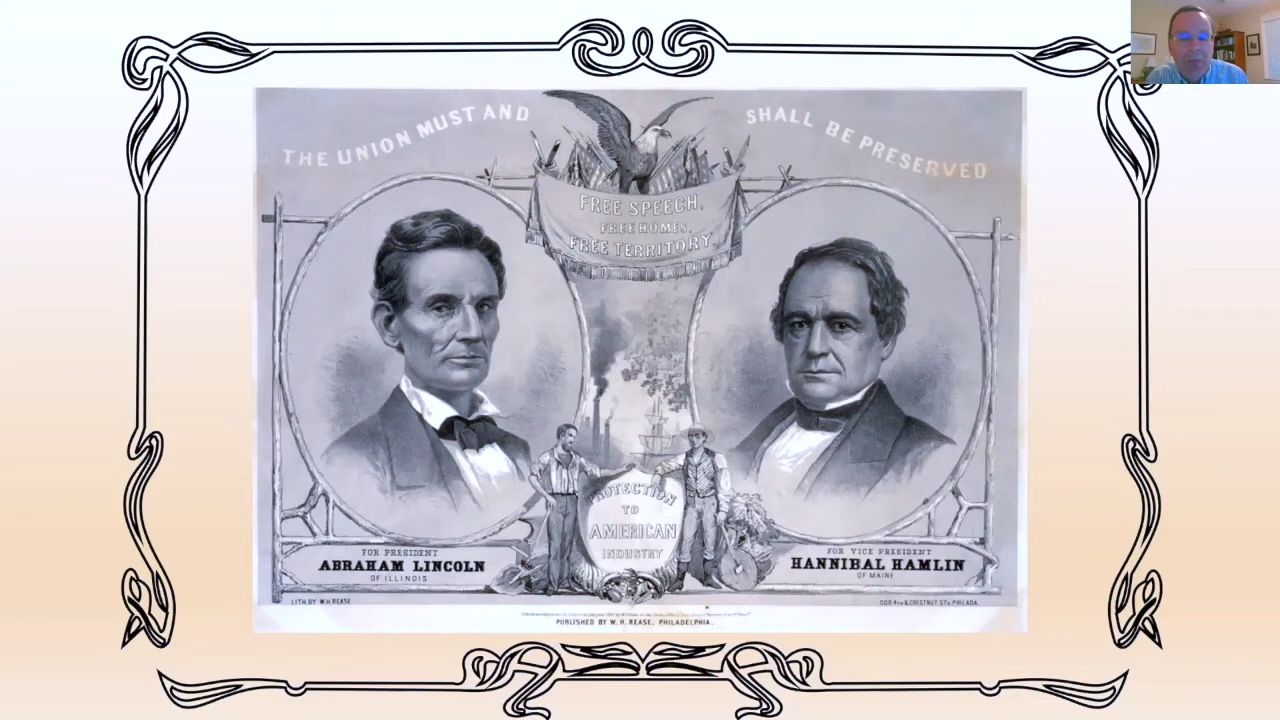 THE UNION MUST AND SHALL BE PRESERVED
FREE SPEECH,
FREE HOMES,
FREE TERRITORY
PROTECTION
TO
AMERICAN
INDUSTRY
FOR PRESIDENT
ABRAHAM LINCOLN
OF ILLINOIS
FOR VICE PRESIDENT
HANNIBAL HAMLIN
OF MAINE
LITH. BY W. H. REASE
COR. 4TH & CHESTNUT STS. PHILADA.
PUBLISHED BY W. H. REASE, PHILADELPHIA.